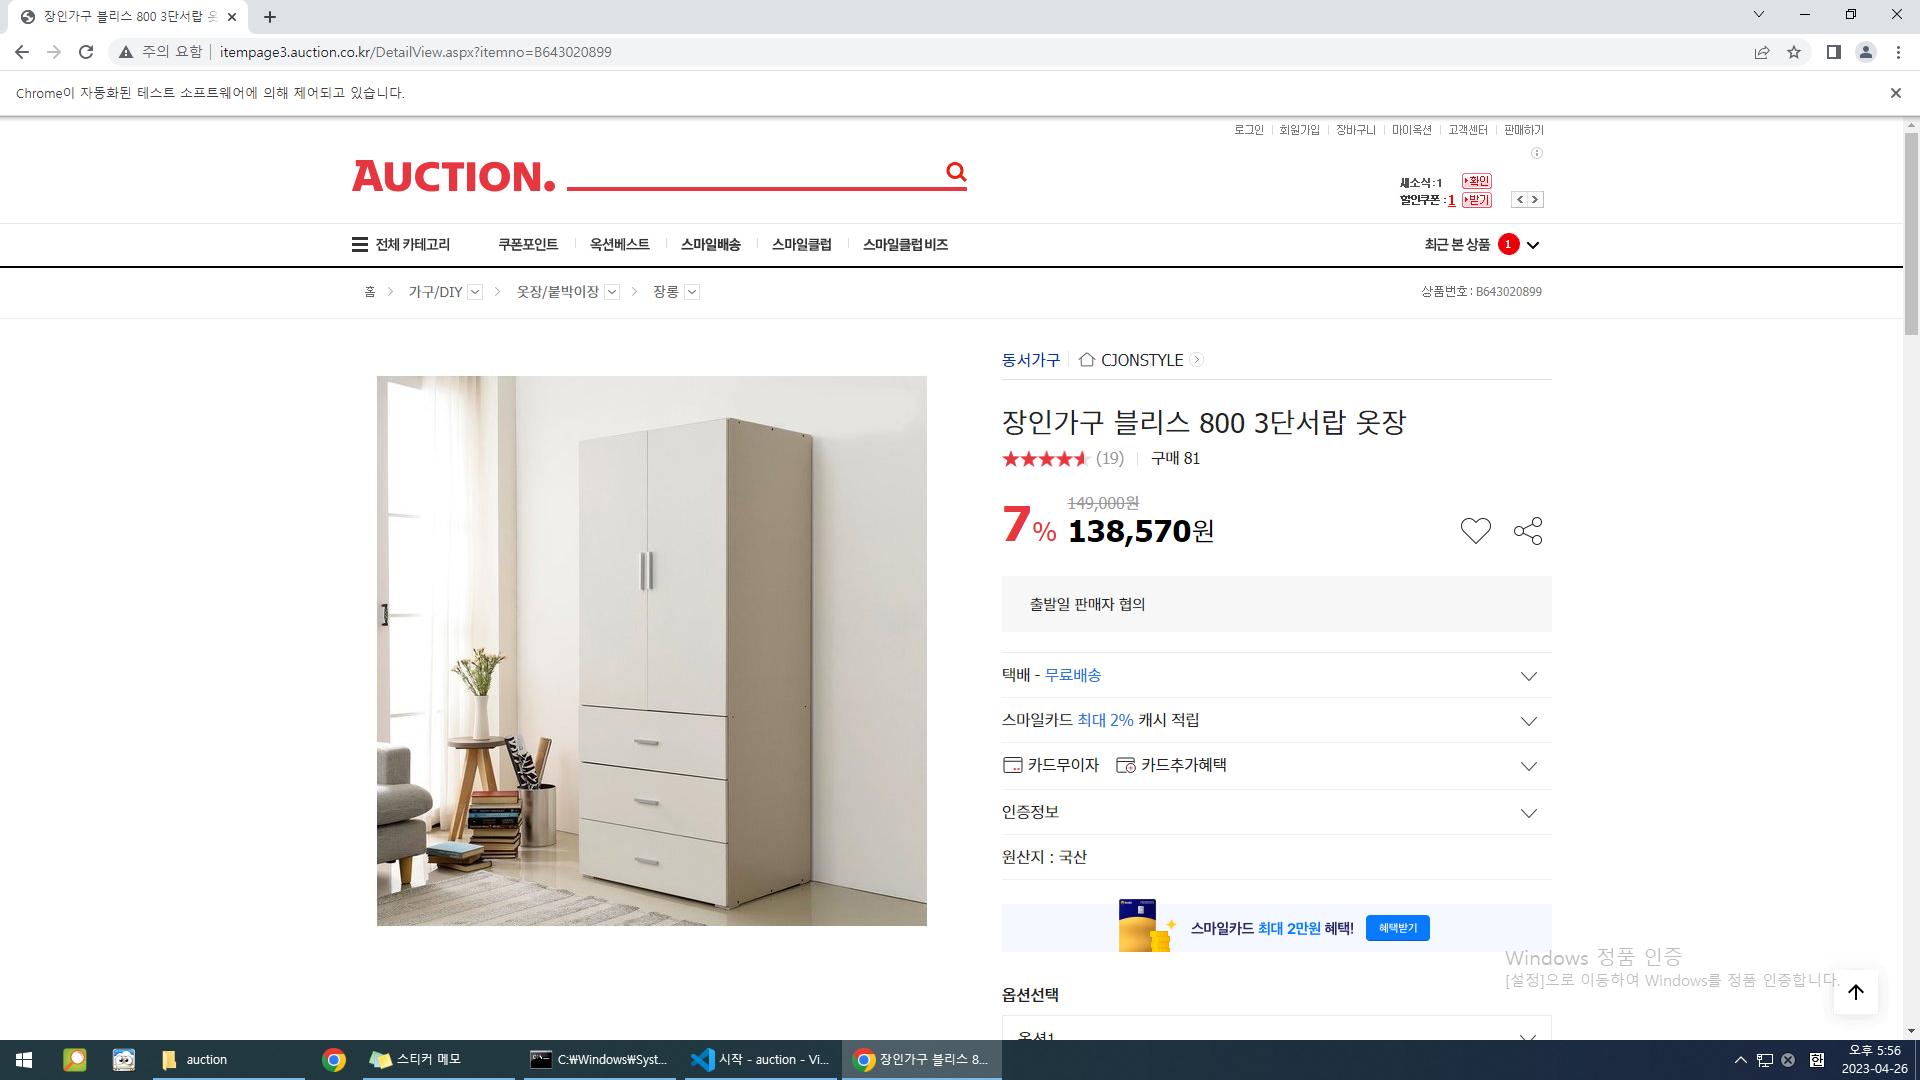 장인가구 블리스 800 3단서랍 옷
주의 요함
itempage3.auction.co.kr/DetailView.aspx?itemno=B643020899
Chrome이 자동화된 테스트 소프트웨어에 의해 제어되고 있습니다.
로그인 회원가입 장바구니 마이옥션 고객센터 판매하기
AUCTION.
새소식:1 확인
할인쿠폰:1 받기
전체 카테고리 쿠폰포인트 옥션베스트 스마일배송 스마일클럽 스마일클럽 비즈 최근 본 상품 1
홈 가구/DIY 옷장/붙박이장 장롱 상품번호 : B643020899
동서가구 CJONSTYLE
장인가구 블리스 800 3단서랍 옷장
(19) 구매 81
149,000원
7% 138,570원
출발일 판매자 협의
택배 - 무료배송
스마일카드 최대 2% 캐시 적립
카드무이자 카드추가혜택
인증정보
원산지 : 국산
스마일카드 최대 2만원 혜택! 혜택받기
Windows 정품 인증
[설정]으로 이동하여 Windows를 정품 인증합니다.
옵션선택
옵션1
auction
스티커 메모
C:\Windows\Syst...
시작 - auction - Vi...
장인가구 블리스 8...
한
오후 5:56
2023-04-26